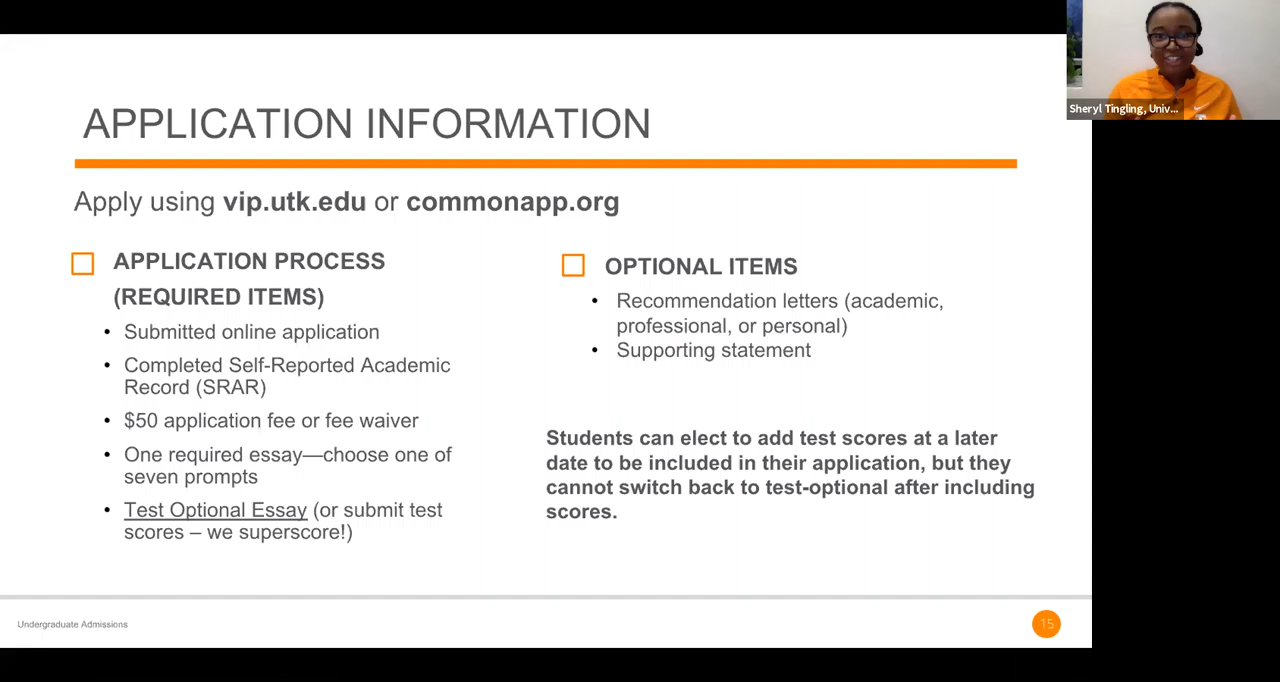 APPLICATION INFORMATION
Sheryl Tingling, Univ...
Apply using vip.utk.edu or commonapp.org
APPLICATION PROCESS
(REQUIRED ITEMS)
• Submitted online application
• Completed Self-Reported Academic
Record (SRAR)
• $50 application fee or fee waiver
• One required essay—choose one of
seven prompts
• Test Optional Essay (or submit test
scores – we superscore!)
OPTIONAL ITEMS
• Recommendation letters (academic,
professional, or personal)
• Supporting statement
Students can elect to add test scores at a later
date to be included in their application, but they
cannot switch back to test-optional after including
scores.
Undergraduate Admissions
15